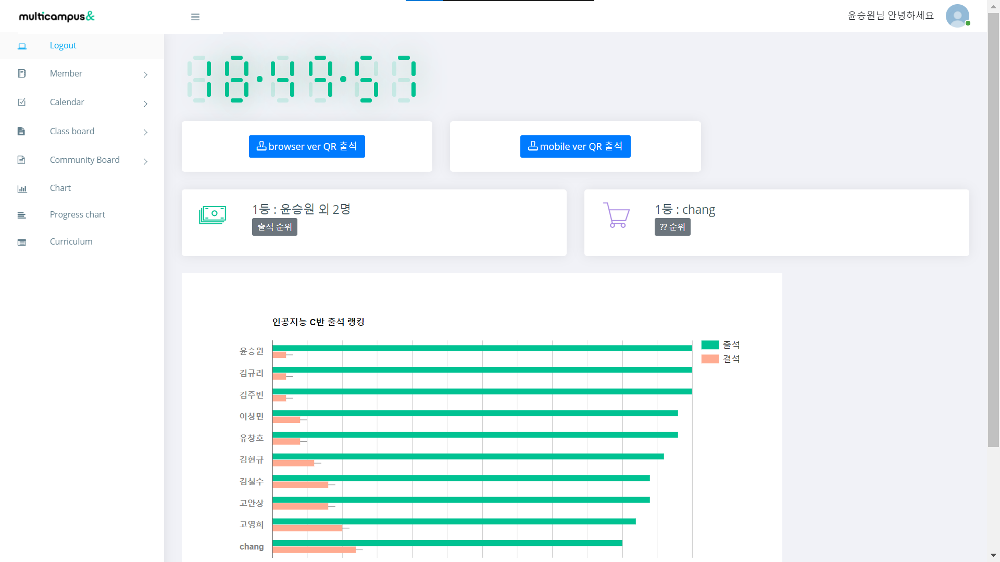 multicampus&
윤승원님 안녕하세요
Logout
Member
Calendar
Class board
Community Board
Chart
Progress chart
Curriculum
18·49·57
browser ver QR 출석
mobile ver QR 출석
1등 : 윤승원 외 2명
출석 순위
1등 : chang
?? 순위
인공지능 C반 출석 랭킹
출석
결석
윤승원
김규리
김주빈
이창민
유창호
김현규
김철수
고안상
고영희
chang